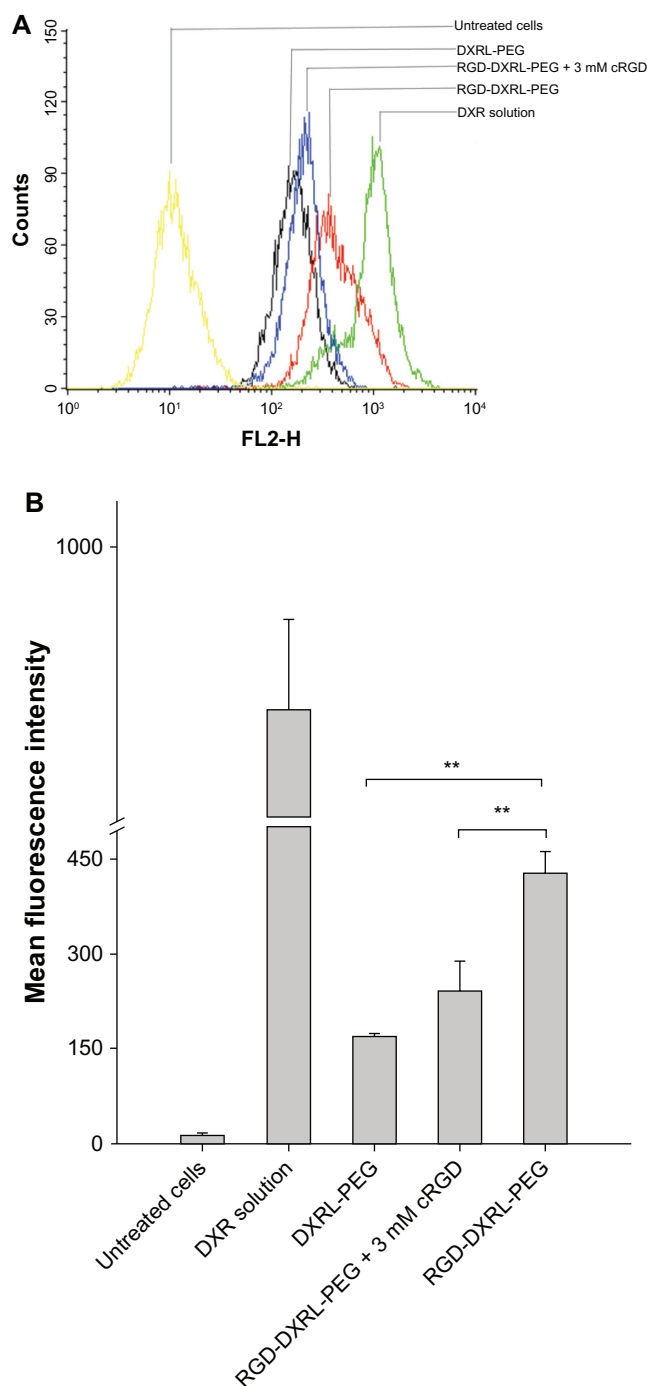 A
Untreated cells
DXRL-PEG
RGD-DXRL-PEG + 3 mM cRGD
RGD-DXRL-PEG
DXR solution
150
120
90
60
30
0
Counts
10⁰
10¹
10²
10³
10⁴
FL2-H
B
1000
450
300
150
0
Mean fluorescence intensity
**
**
Untreated cells
DXR solution
DXRL-PEG
RGD-DXRL-PEG + 3 mM cRGD
RGD-DXRL-PEG